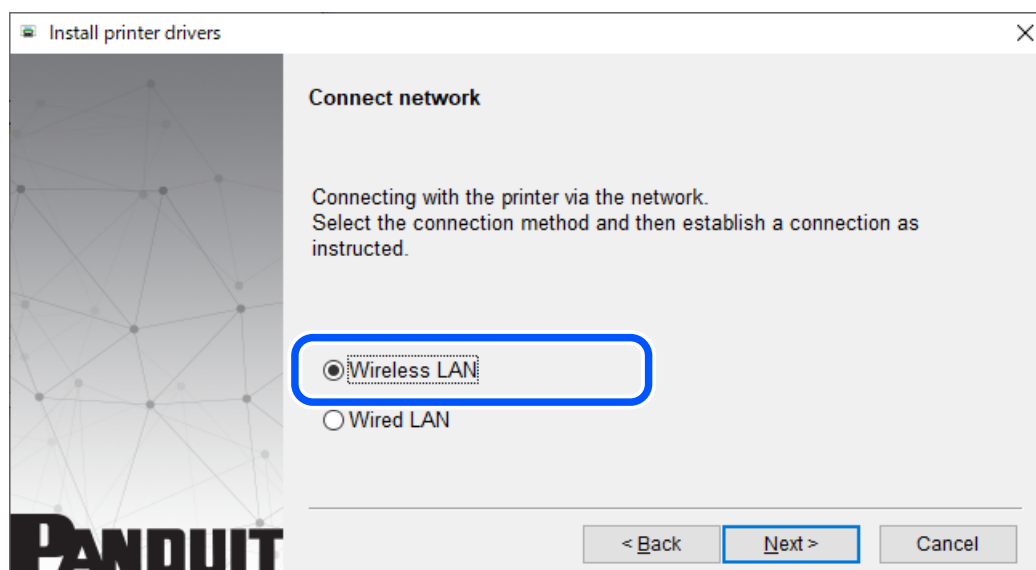 Install printer drivers
Connect network
Connecting with the printer via the network.
Select the connection method and then establish a connection as
instructed.
Wireless LAN
Wired LAN
PANDUIT
< Back
Next >
Cancel